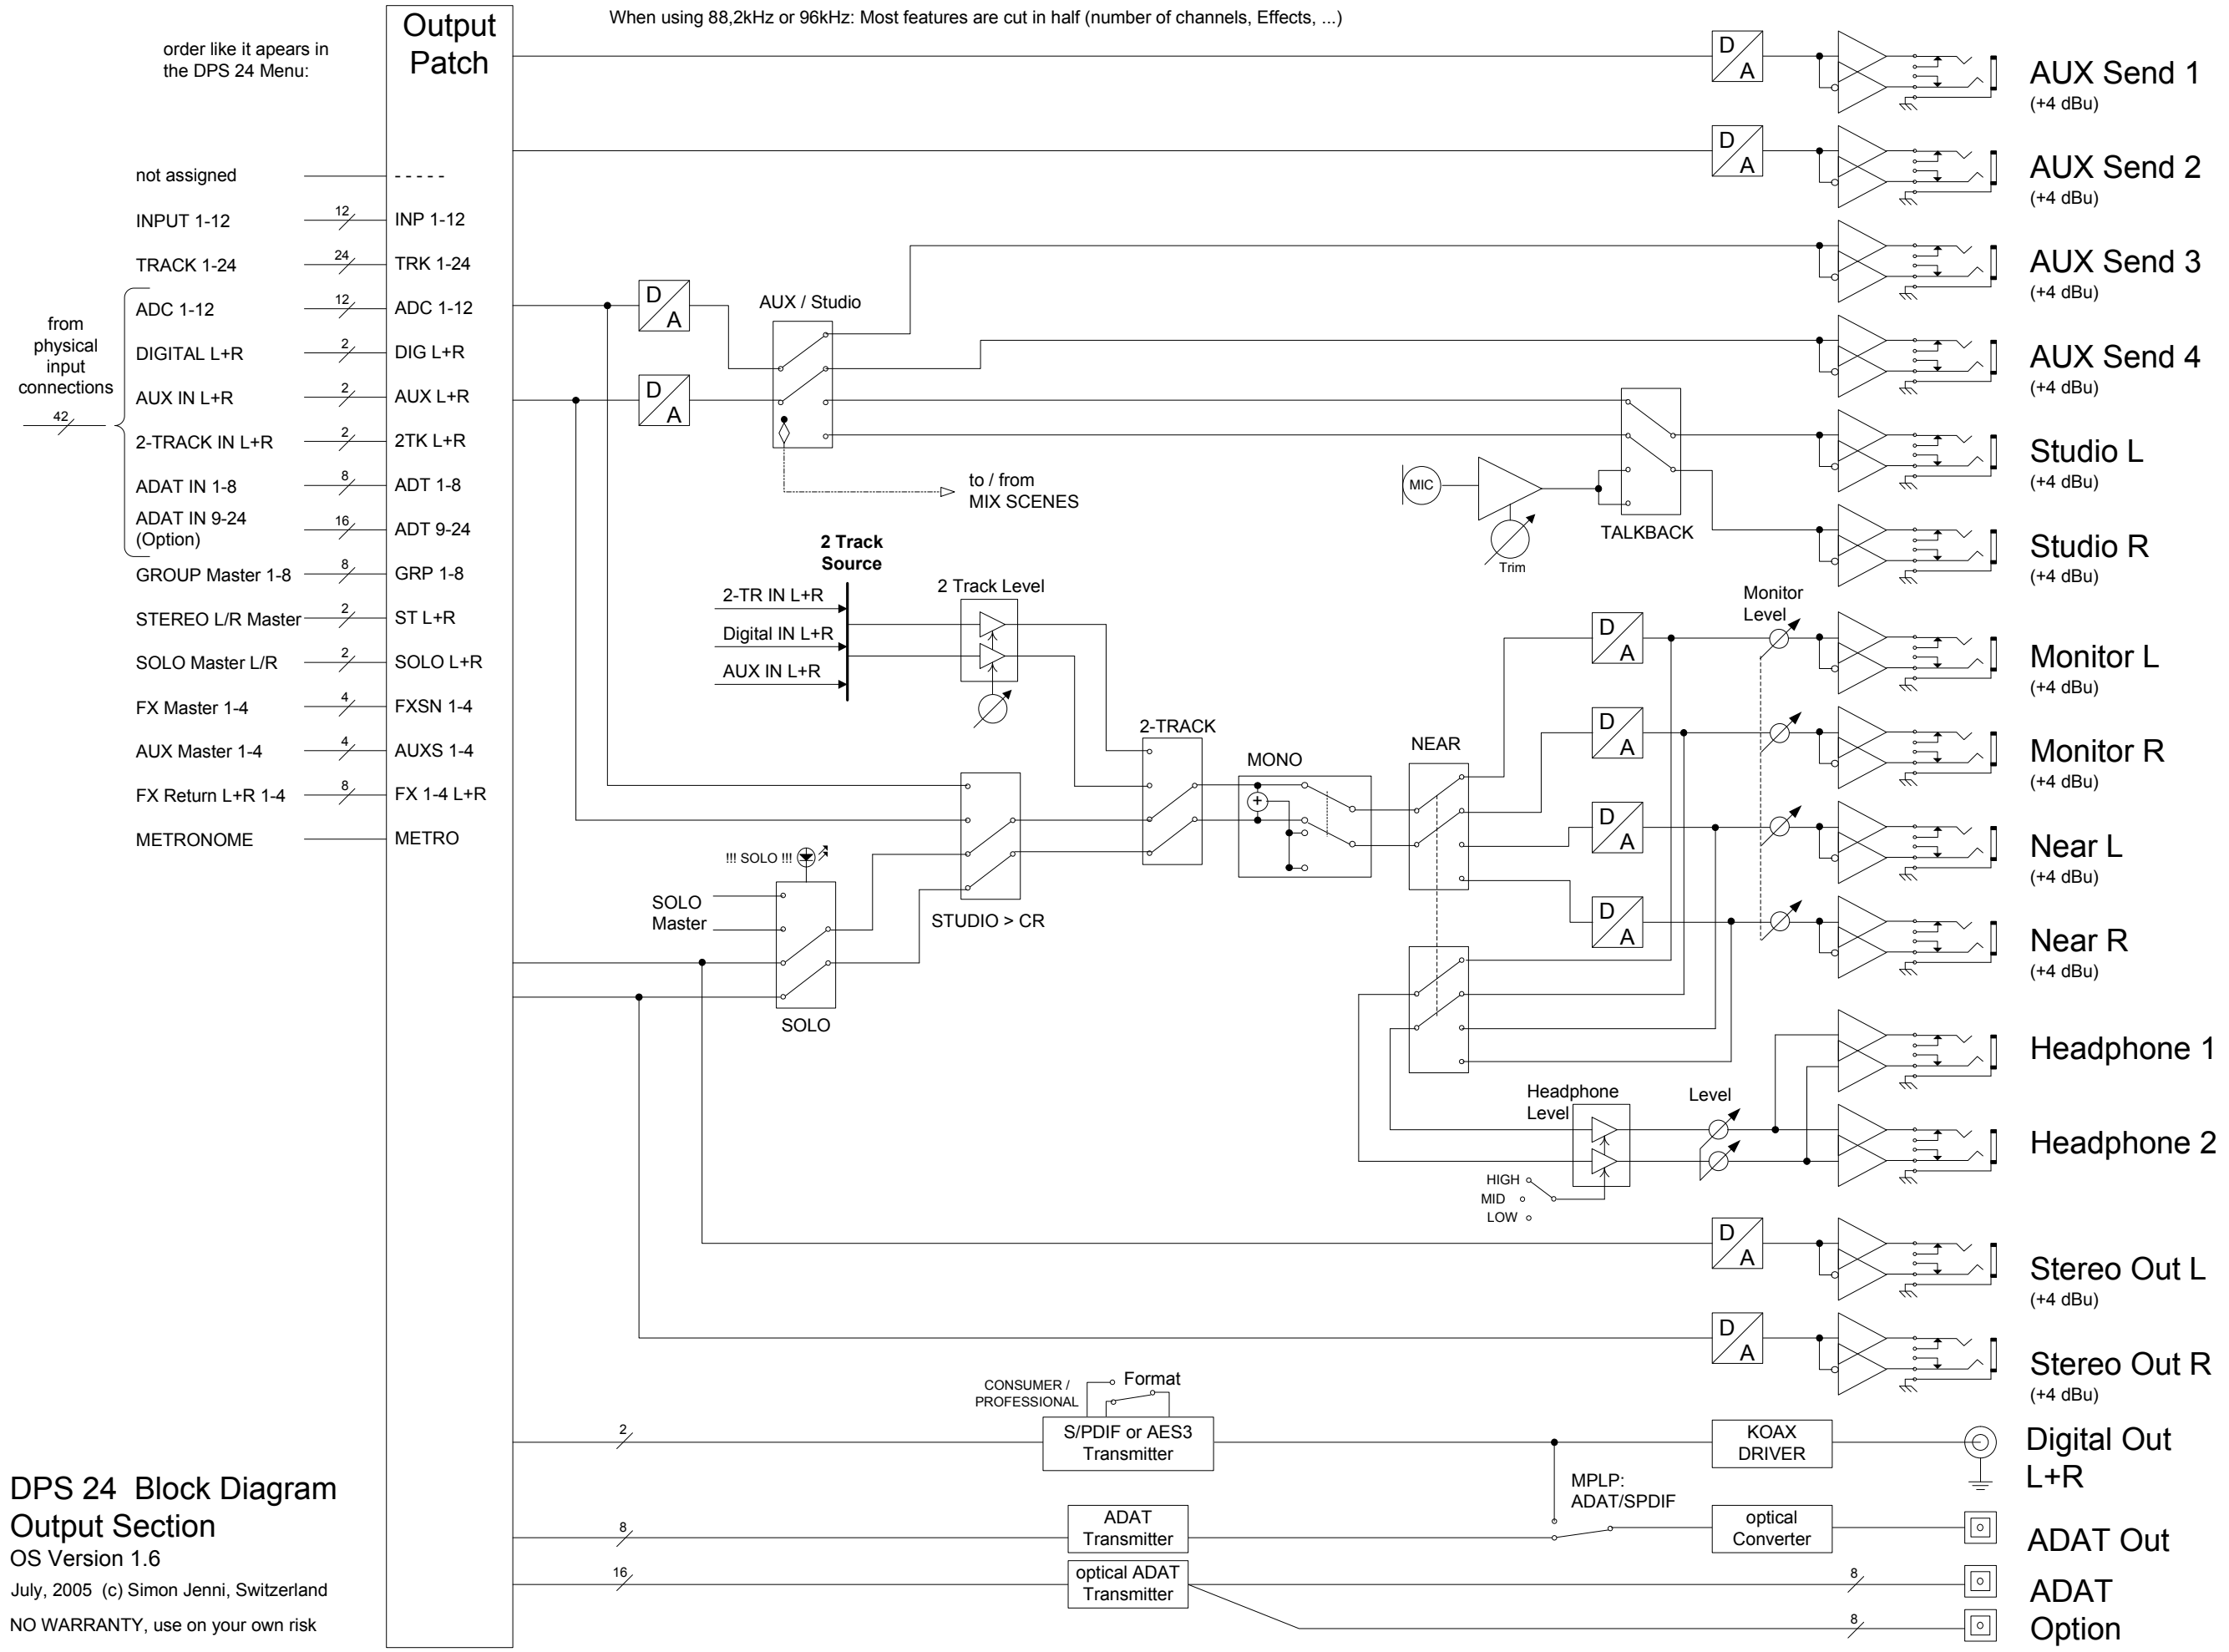 When using 88,2kHz or 96kHz: Most features are cut in half (number of channels, Effects, ...)
order like it apears in
the DPS 24 Menu:
Output
Patch
not assigned
- - - - -
INPUT 1-12
12
INP 1-12
TRACK 1-24
24
TRK 1-24
ADC 1-12
12
ADC 1-12
DIGITAL L+R
2
DIG L+R
AUX IN L+R
2
AUX L+R
2-TRACK IN L+R
2
2TK L+R
ADAT IN 1-8
8
ADT 1-8
ADAT IN 9-24
(Option)
16
ADT 9-24
from
physical
input
connections
42
GROUP Master 1-8
8
GRP 1-8
STEREO L/R Master
2
ST L+R
SOLO Master L/R
2
SOLO L+R
FX Master 1-4
4
FXSN 1-4
AUX Master 1-4
4
AUXS 1-4
FX Return L+R 1-4
8
FX 1-4 L+R
METRONOME
METRO
D
A
AUX Send 1
(+4 dBu)
D
A
AUX Send 2
(+4 dBu)
AUX Send 3
(+4 dBu)
D
A
AUX / Studio
AUX Send 4
(+4 dBu)
D
A
to / from
MIX SCENES
MIC
Trim
TALKBACK
Studio L
(+4 dBu)
Studio R
(+4 dBu)
2 Track
Source
2-TR IN L+R
Digital IN L+R
AUX IN L+R
2 Track Level
2-TRACK
MONO
+
NEAR
Monitor
Level
D
A
Monitor L
(+4 dBu)
D
A
Monitor R
(+4 dBu)
D
A
Near L
(+4 dBu)
D
A
Near R
(+4 dBu)
!!! SOLO !!!
SOLO
Master
SOLO
STUDIO > CR
Headphone
Level
Level
HIGH
MID
LOW
Headphone 1
Headphone 2
D
A
Stereo Out L
(+4 dBu)
D
A
Stereo Out R
(+4 dBu)
CONSUMER /
PROFESSIONAL
Format
2
S/PDIF or AES3
Transmitter
KOAX
DRIVER
Digital Out
L+R
MPLP:
ADAT/SPDIF
8
ADAT
Transmitter
optical
Converter
ADAT Out
16
optical ADAT
Transmitter
8
8
ADAT
Option
DPS 24 Block Diagram
Output Section
OS Version 1.6
July, 2005 (c) Simon Jenni, Switzerland
NO WARRANTY, use on your own risk